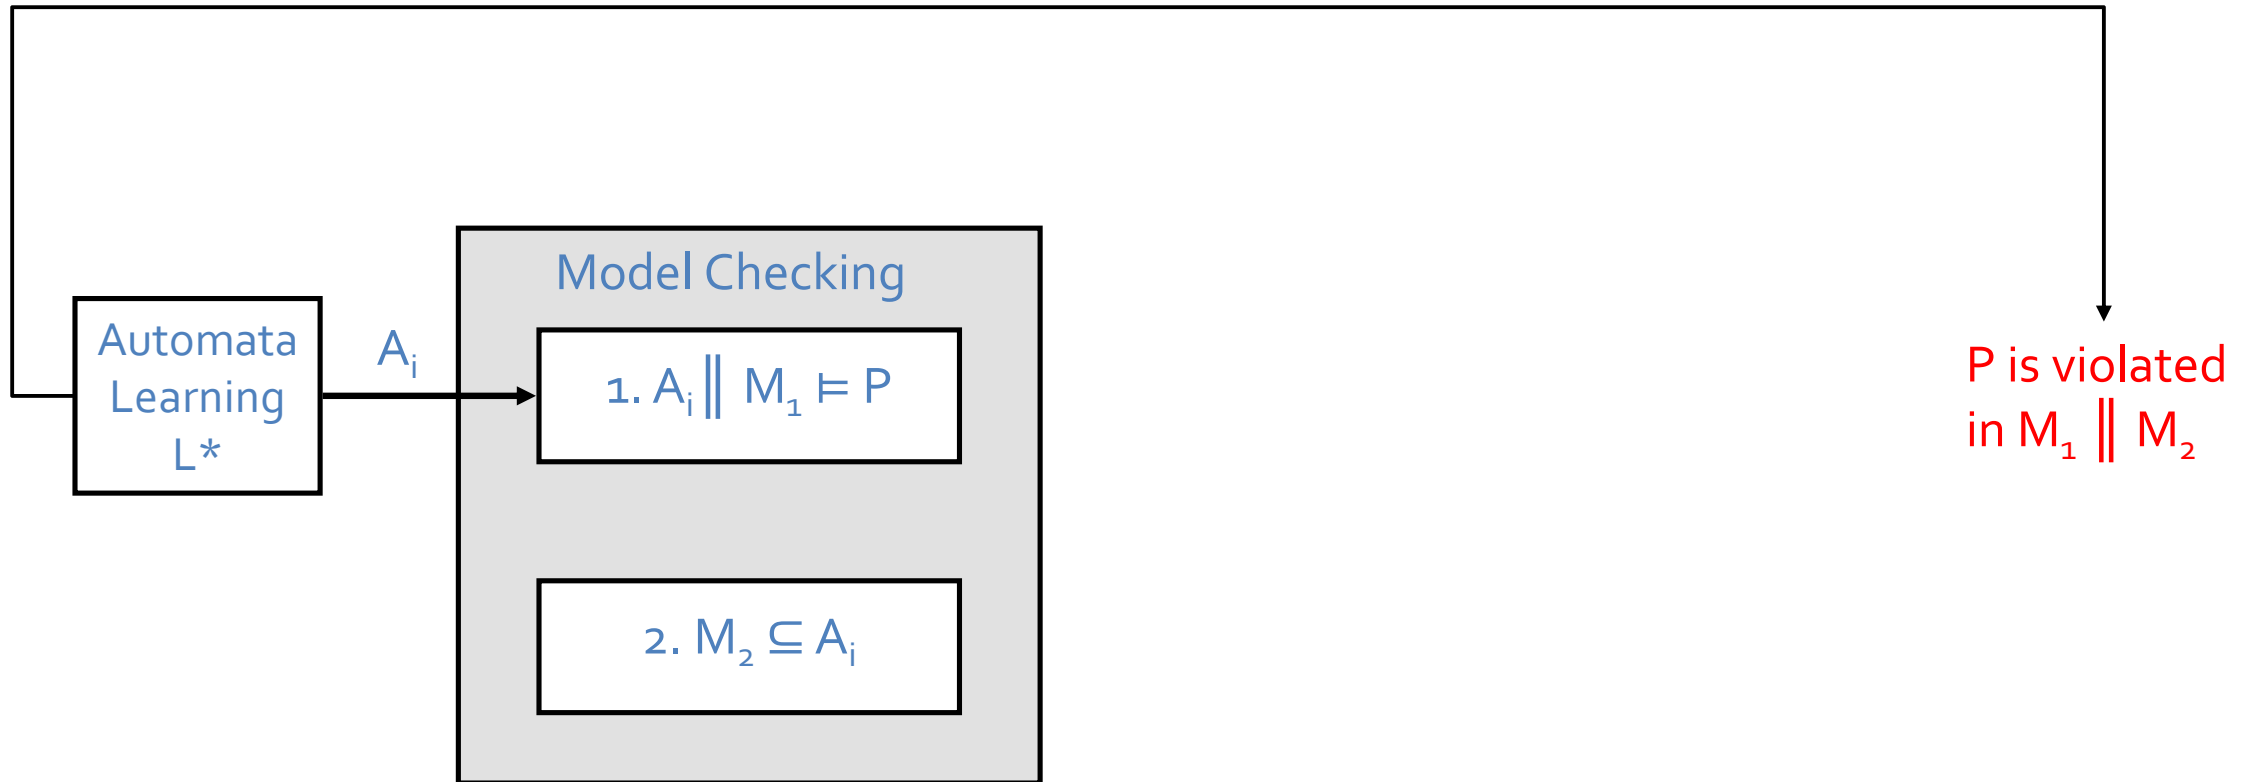 Model Checking
Automata
Learning
L*
Aᵢ
1. Aᵢ ‖ M₁ ⊨ P
2. M₂ ⊆ Aᵢ
P is violated
in M₁ ‖ M₂